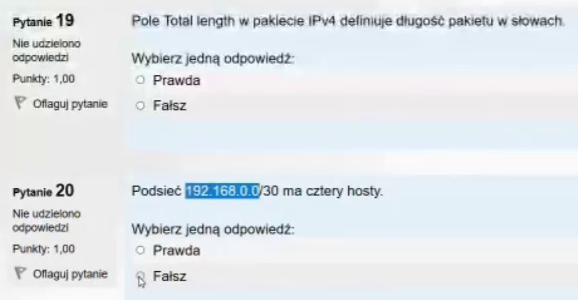 Pytanie 19
Nie udzielono
odpowiedzi
Punkty: 1,00
Oflaguj pytanie
Pole Total length w pakiecie IPv4 definiuje długość pakietu w słowach.
Wybierz jedną odpowiedź:
Prawda
Fałsz
Pytanie 20
Nie udzielono
odpowiedzi
Punkty: 1,00
Oflaguj pytanie
Podsieć 192.168.0.0/30 ma cztery hosty.
Wybierz jedną odpowiedź:
Prawda
Fałsz